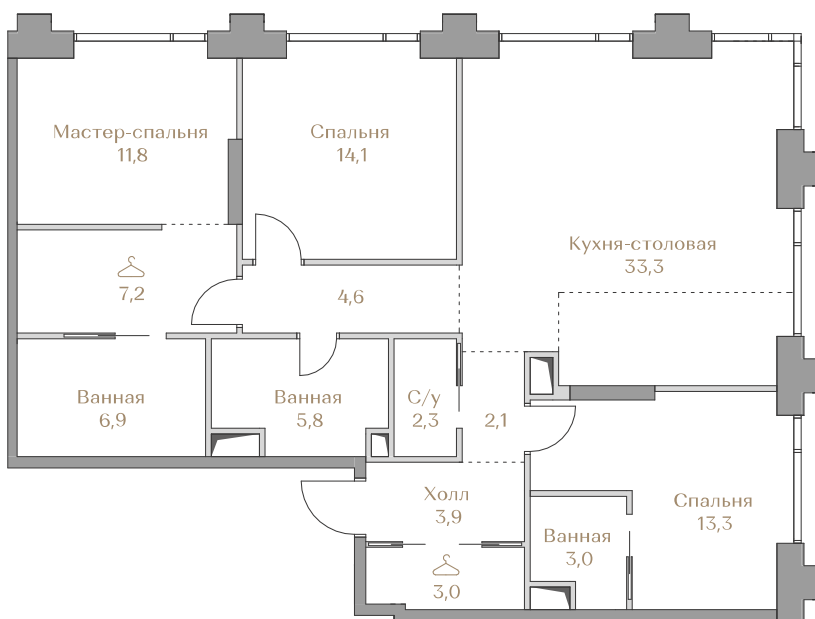 Мастер-спальня
11,8
Спальня
14,1
Кухня-столовая
33,3
7,2
4,6
Ванная
6,9
Ванная
5,8
С/у
2,3
2,1
Холл
3,9
Спальня
13,3
Ванная
3,0
3,0